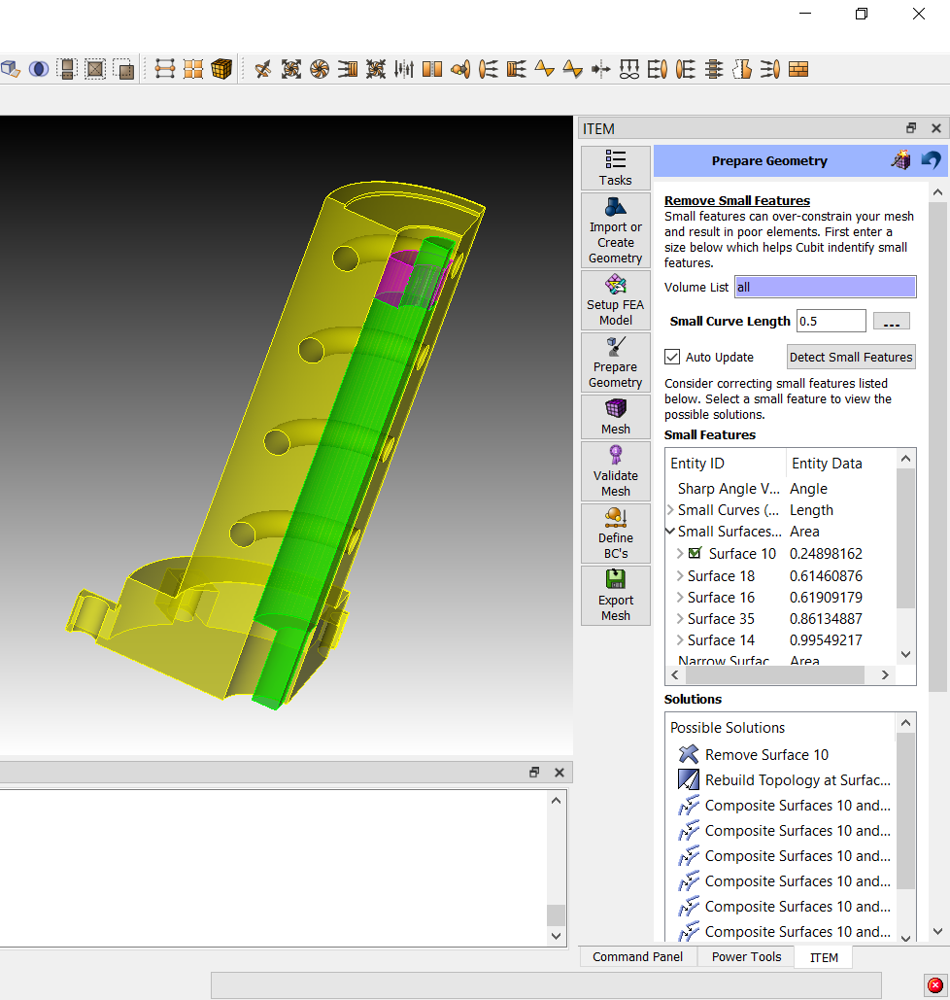 ITEM
Tasks
Import or
Create
Geometry
Setup FEA
Model
Prepare
Geometry
Mesh
Validate
Mesh
Define
BC's
Export
Mesh
Prepare Geometry
Remove Small Features
Small features can over-constrain your mesh
and result in poor elements. First enter a
size below which helps Cubit indentify small
features.
Volume List all
Small Curve Length 0.5 ...
Auto Update Detect Small Features
Consider correcting small features listed
below. Select a small feature to view the
possible solutions.
Small Features
Entity ID Entity Data
Sharp Angle V... Angle
Small Curves (... Length
Small Surfaces... Area
Surface 10 0.24898162
Surface 18 0.61460876
Surface 16 0.61909179
Surface 35 0.86134887
Surface 14 0.99549217
Narrow Surfac Area
Solutions
Possible Solutions
Remove Surface 10
Rebuild Topology at Surfac...
Composite Surfaces 10 and...
Composite Surfaces 10 and...
Composite Surfaces 10 and...
Composite Surfaces 10 and...
Composite Surfaces 10 and...
Composite Surfaces 10 and...
Command Panel Power Tools ITEM